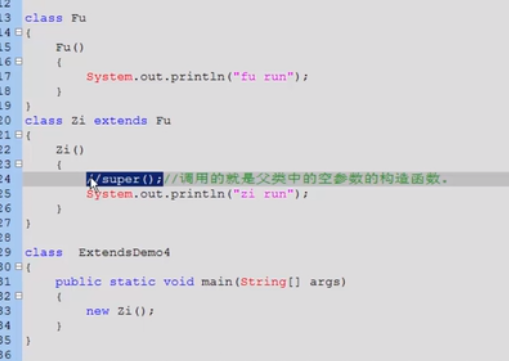 12
13 class Fu
14 {
15 Fu()
16 {
17 System.out.println("fu run");
18 }
19 }
20 class Zi extends Fu
21 {
22 Zi()
23 {
24 //super();//调用的就是父类中的空参数的构造函数。
25 System.out.println("zi run");
26 }
27 }
28
29 class ExtendsDemo4
30 {
31 public static void main(String[] args)
32 {
33 new Zi();
34 }
35 }
36